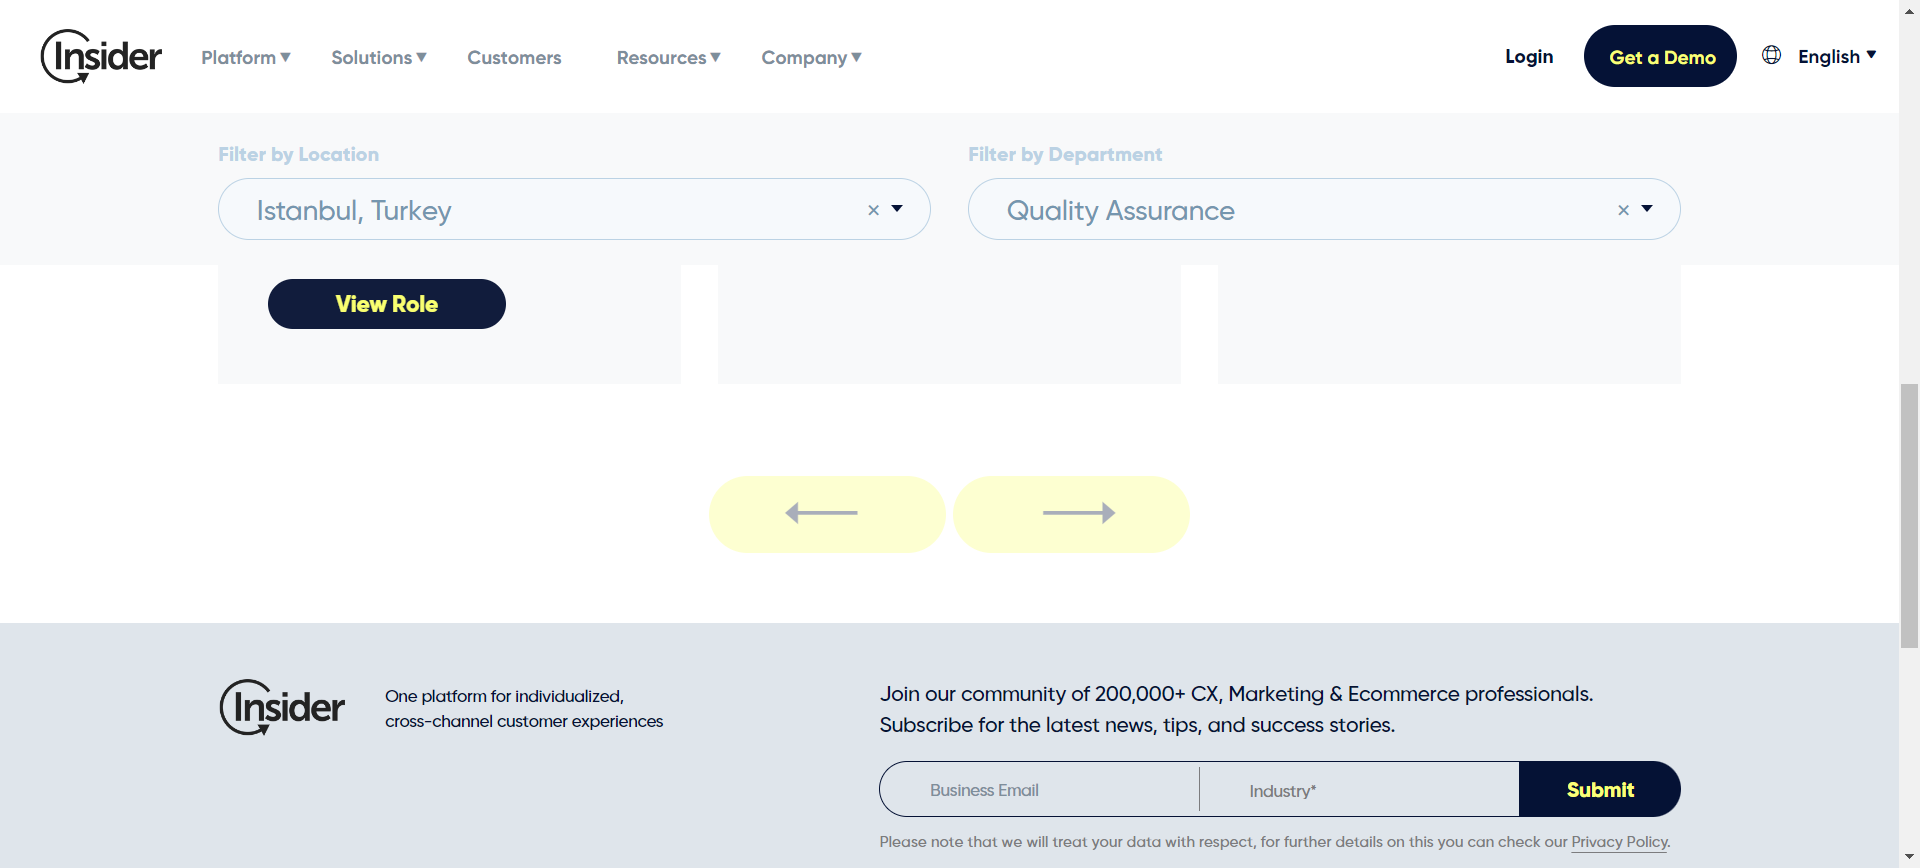 Insider
Platform
Solutions
Customers
Resources
Company
Login
Get a Demo
English
Filter by Location
Filter by Department
Istanbul, Turkey
×
Quality Assurance
×
View Role
Insider
One platform for individualized,
cross-channel customer experiences
Join our community of 200,000+ CX, Marketing & Ecommerce professionals.
Subscribe for the latest news, tips, and success stories.
Business Email
Industry*
Submit
Please note that we will treat your data with respect, for further details on this you can check our Privacy Policy.